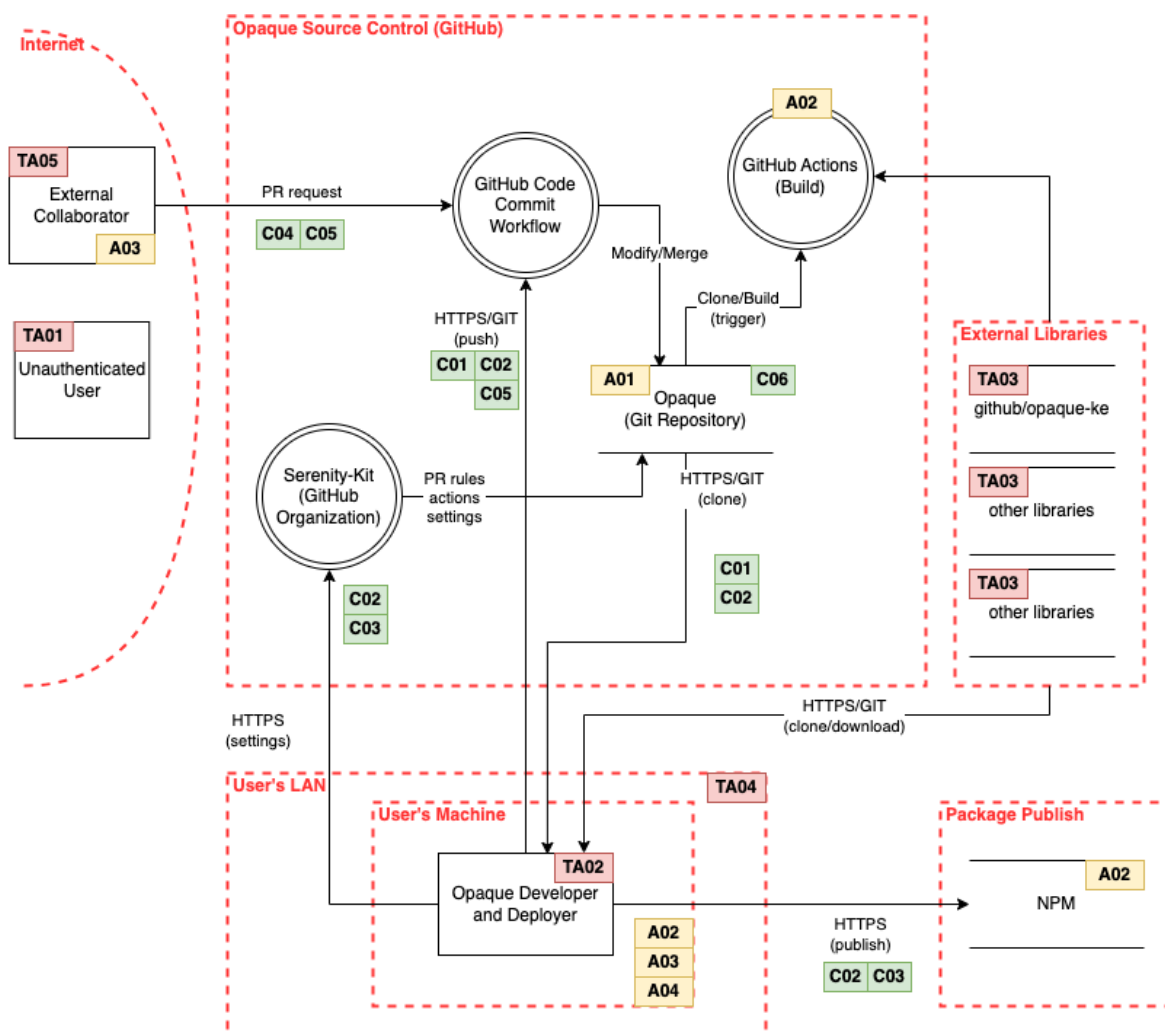 Internet
Opaque Source Control (GitHub)
TA05
External
Collaborator
A03
PR request
C04 C05
GitHub Code
Commit
Workflow
A02
GitHub Actions
(Build)
Modify/Merge
Clone/Build
(trigger)
TA01
Unauthenticated
User
HTTPS/GIT
(push)
C01 C02
C05
A01
C06
Opaque
(Git Repository)
External Libraries
TA03
github/opaque-ke
TA03
other libraries
TA03
other libraries
Serenity-Kit
(GitHub
Organization)
PR rules
actions
settings
HTTPS/GIT
(clone)
C01
C02
C02
C03
HTTPS
(settings)
HTTPS/GIT
(clone/download)
User's LAN
TA04
User's Machine
TA02
Opaque Developer
and Deployer
A02
A03
A04
HTTPS
(publish)
C02 C03
Package Publish
A02
NPM